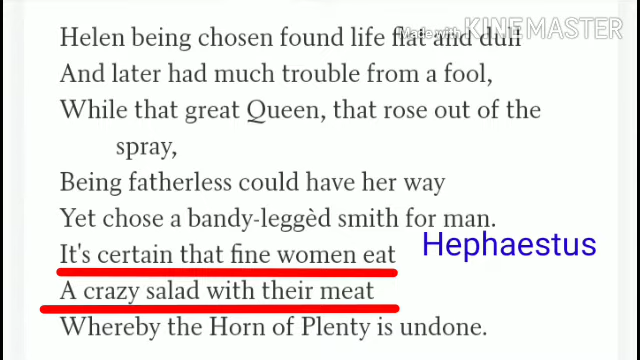 Made with KINEMASTER
Helen being chosen found life flat and dull
And later had much trouble from a fool,
While that great Queen, that rose out of the
spray,
Being fatherless could have her way
Yet chose a bandy-leggèd smith for man.
Hephaestus
It's certain that fine women eat
A crazy salad with their meat
Whereby the Horn of Plenty is undone.